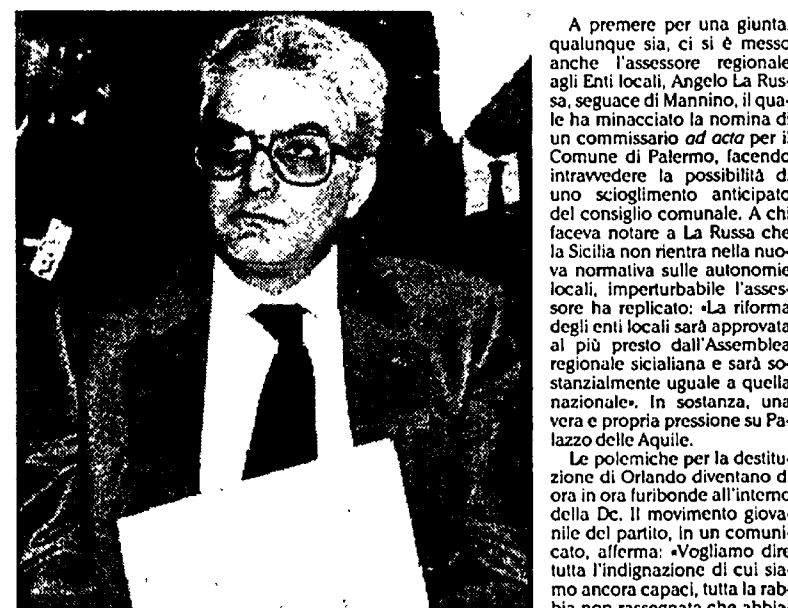 A premere per una giunta,
qualunque sia, ci si è messo
anche l'assessore regionale
agli Enti locali, Angelo La Rus-
sa, seguace di Mannino, il qua-
le ha minacciato la nomina di
un commissario ad acta per il
Comune di Palermo, facendo
intravvedere la possibilità di
uno scioglimento anticipato
del consiglio comunale. A chi
faceva notare a La Russa che
la Sicilia non rientra nella nuo-
va normativa sulle autonomie
locali, imperturbabile l'asses-
sore ha replicato: «La riforma
degli enti locali sarà approvata
al più presto dall'Assemblea
regionale sicialiana e sarà so-
stanzialmente uguale a quella
nazionale». In sostanza, una
vera e propria pressione su Pa-
lazzo delle Aquile.
Le polemiche per la destitu-
zione di Orlando diventano di
ora in ora furibonde all'interno
della Dc. Il movimento giova-
nile del partito, in un comuni-
cato, afferma: «Vogliamo dire
tutta l'indignazione di cui sia-
mo ancora capaci, tutta la rab-
bia non rassegnata che abbia-